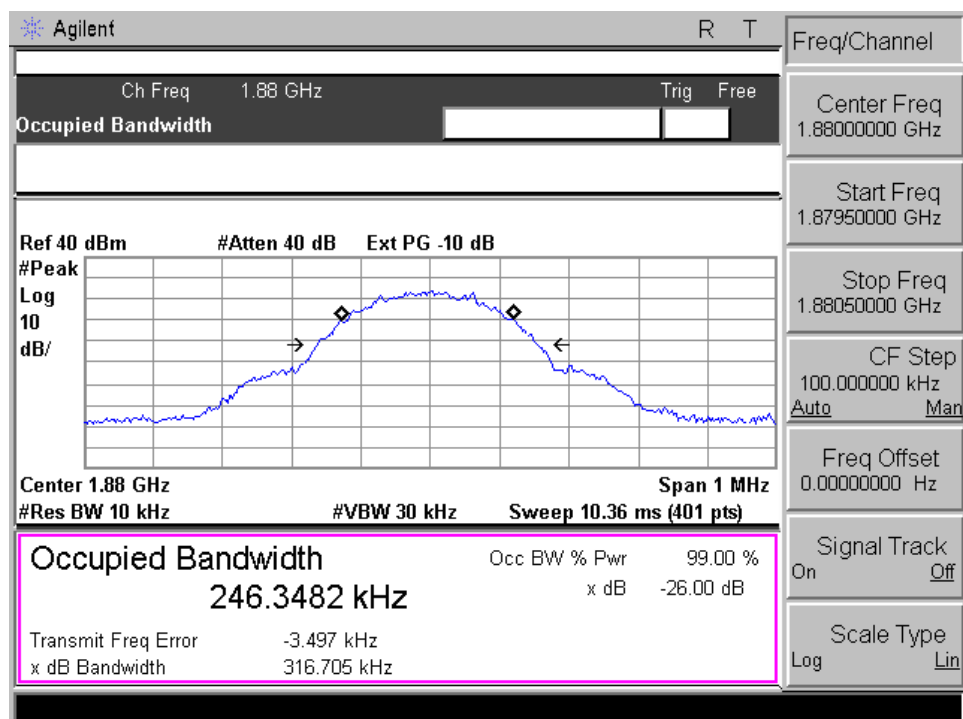 Agilent R T
Ch Freq 1.88 GHz Trig Free
Occupied Bandwidth
Ref 40 dBm #Atten 40 dB Ext PG -10 dB
#Peak
Log
10
dB/
Center 1.88 GHz Span 1 MHz
#Res BW 10 kHz #VBW 30 kHz Sweep 10.36 ms (401 pts)
Occupied Bandwidth
246.3482 kHz
Occ BW % Pwr 99.00 %
x dB -26.00 dB
Transmit Freq Error -3.497 kHz
x dB Bandwidth 316.705 kHz
Freq/Channel
Center Freq
1.88000000 GHz
Start Freq
1.87950000 GHz
Stop Freq
1.88050000 GHz
CF Step
100.000000 kHz
Auto Man
Freq Offset
0.00000000 Hz
Signal Track
On Off
Scale Type
Log Lin